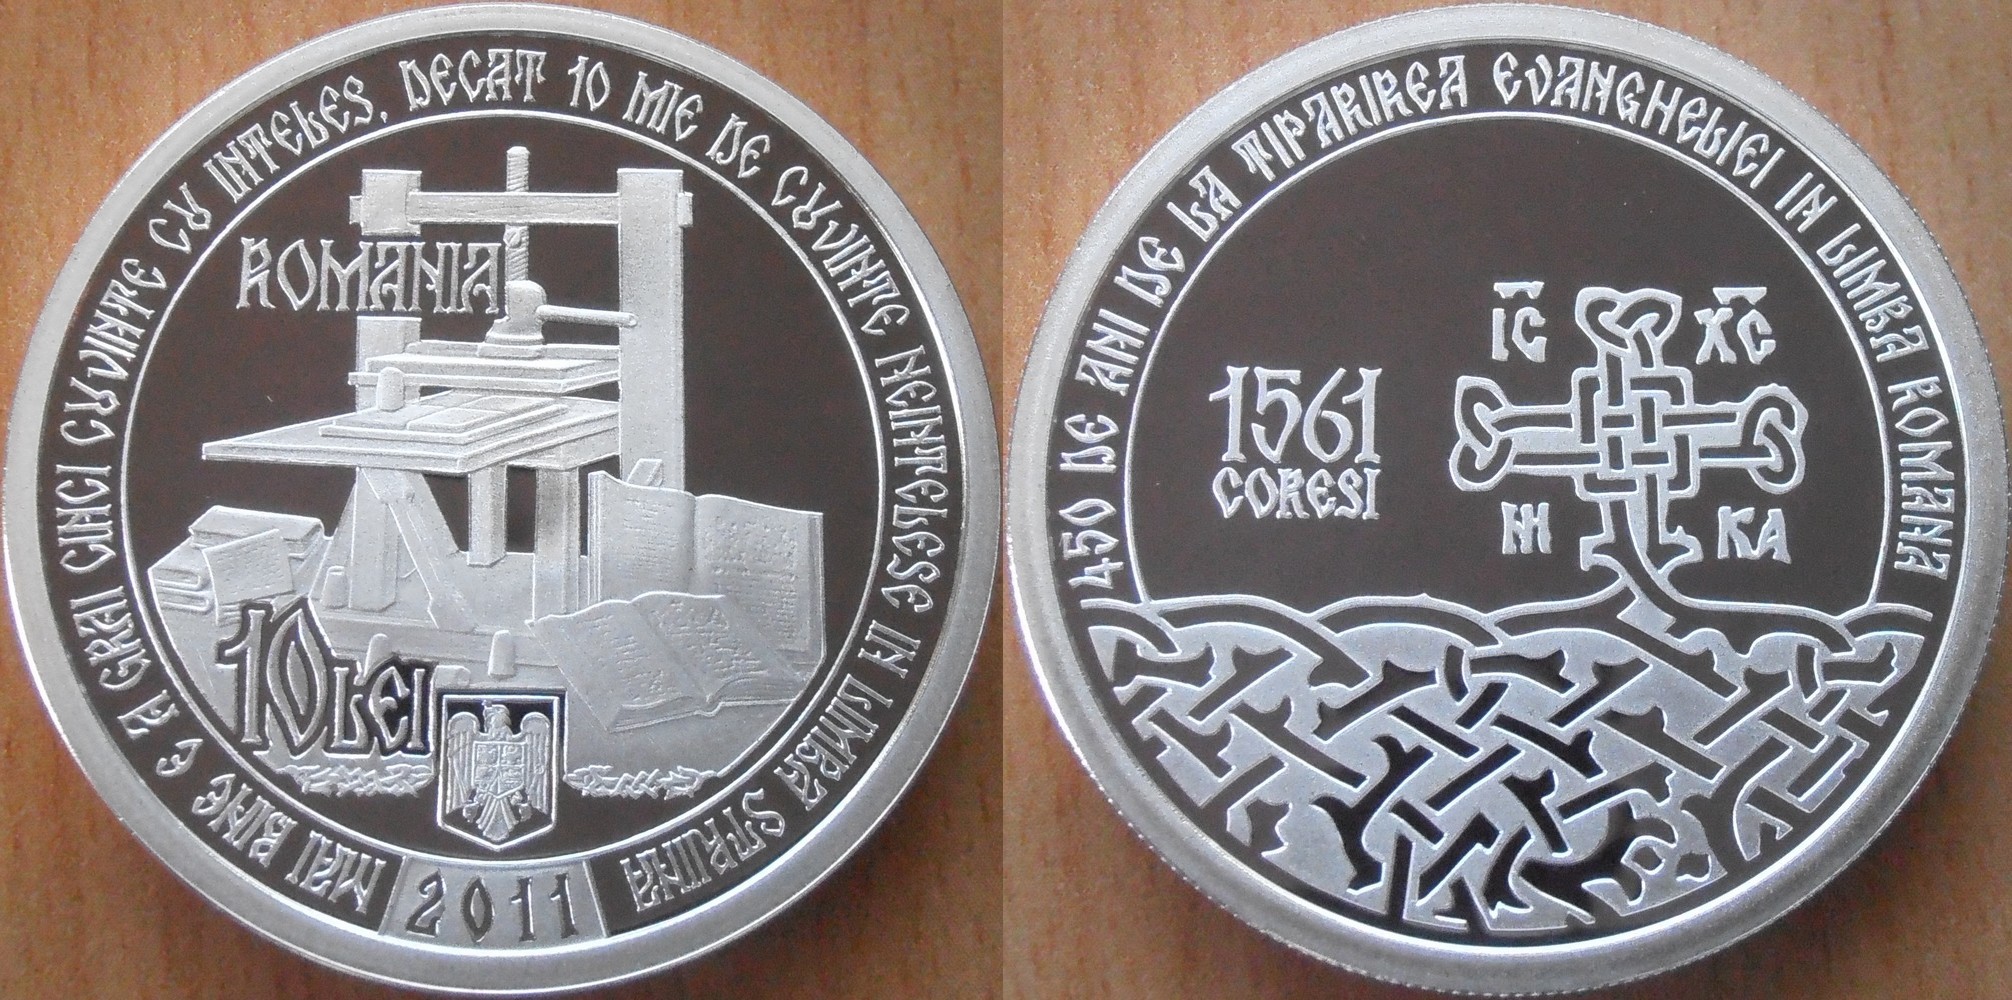 MAI BINE E A GRAI CINCI CUVINTE CU INTELES, DECAT 10 MIE DE CUVINTE NEINTELESE IN LIMBA STRINA
ROMANIA
10 LEI
2011
450 DE ANI DE LA TIPARIREA EVANGHELIEI IN LIMBA ROMANA
1561
CORESI
IC XC
NI KA